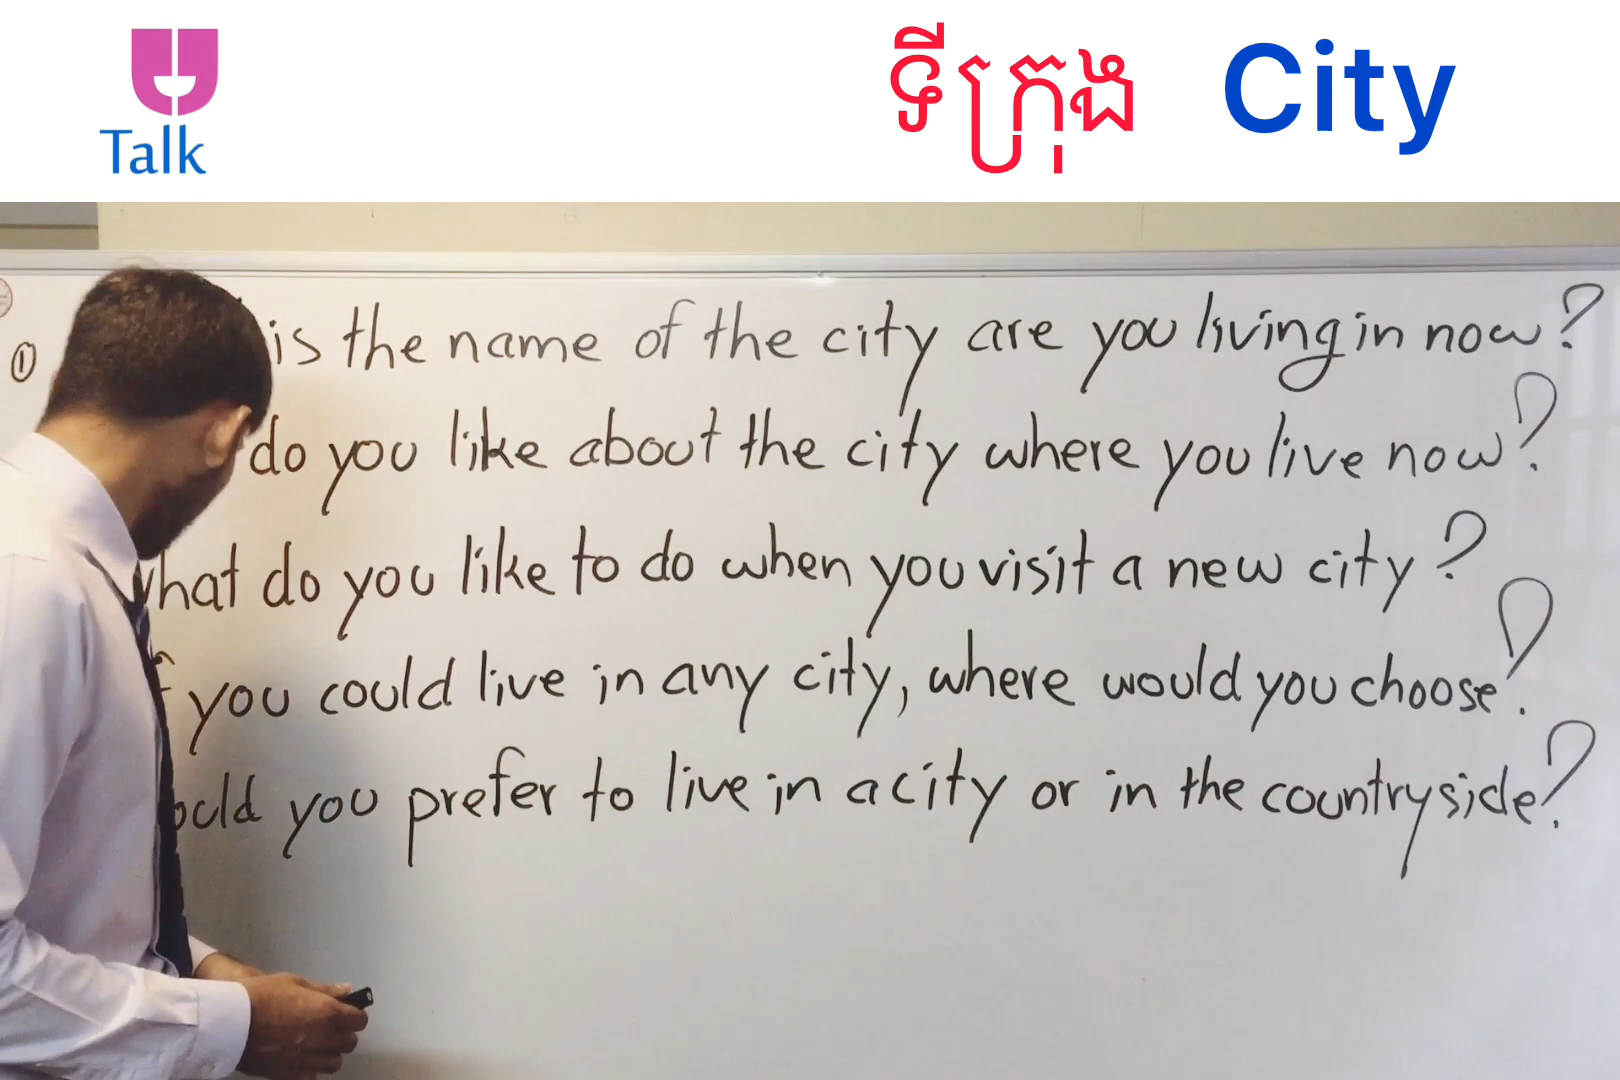 Talk
ទីក្រុង City
① is the name of the city are you living in now?
do you like about the city where you live now?
What do you like to do when you visit a new city?
If you could live in any city, where would you choose?
would you prefer to live in a city or in the countryside?